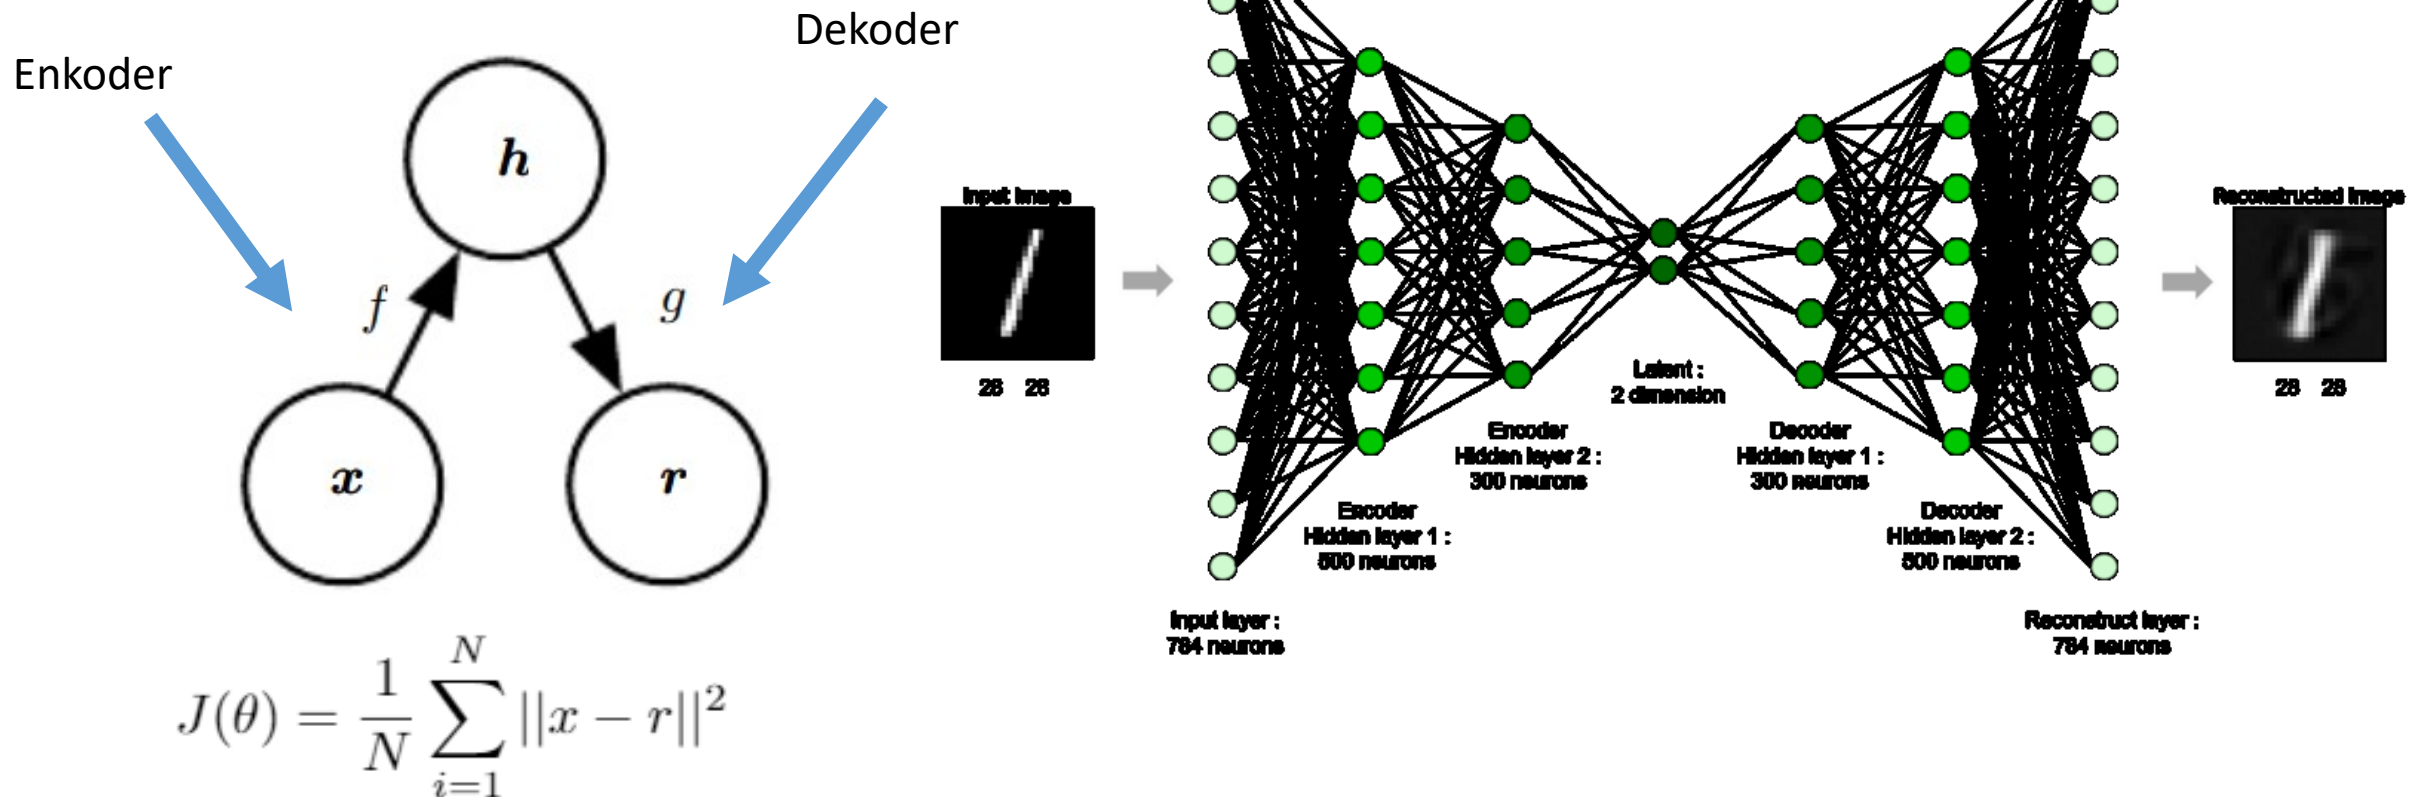 Enkoder
Dekoder
h
f
g
x
r
J(θ) = \frac{1}{N} \sum_{i=1}^{N} ||x - r||^2
Input image
28 28
Input layer :
784 neurons
Encoder
Hidden layer 1 :
500 neurons
Encoder
Hidden layer 2 :
300 neurons
Latent :
2 dimension
Decoder
Hidden layer 1 :
300 neurons
Decoder
Hidden layer 2 :
500 neurons
Reconstruct layer :
784 neurons
Reconstructed image
28 28